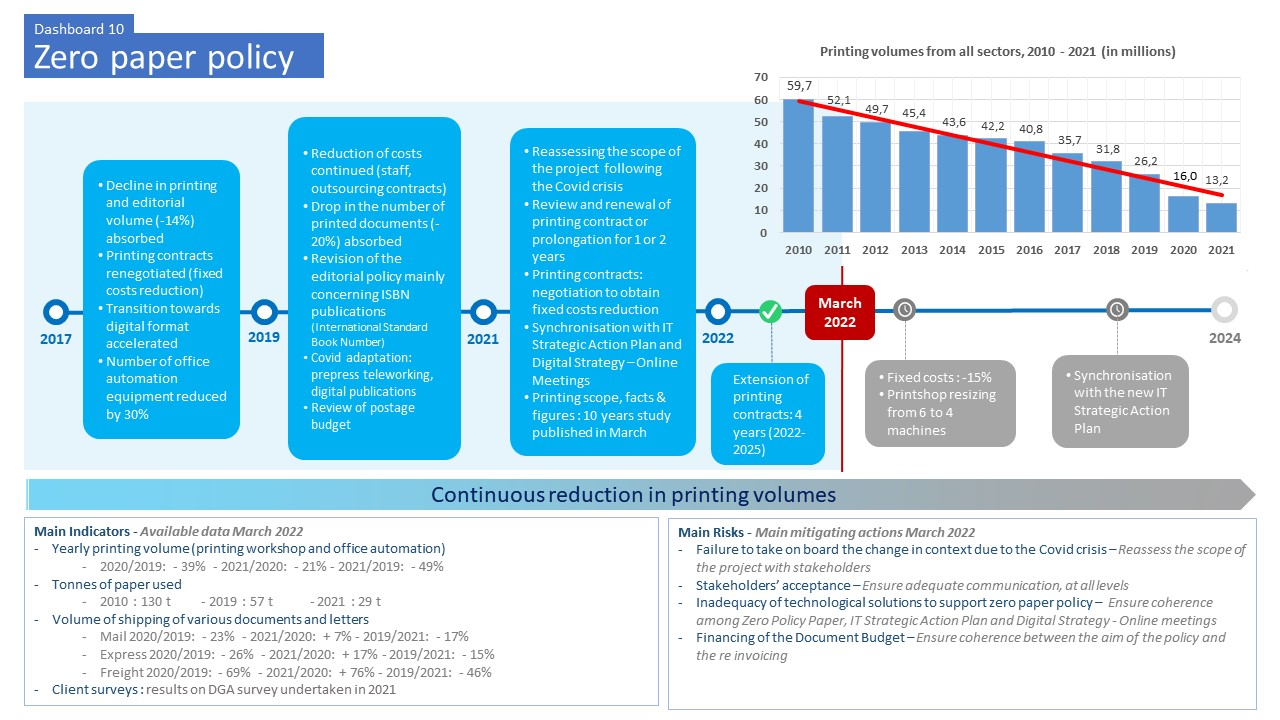 Dashboard 10
Zero paper policy
Printing volumes from all sectors, 2010 - 2021 (in millions)
70
60
50
40
30
20
10
0
59,7
52,1
49,7
45,4
43,6
42,2
40,8
35,7
31,8
26,2
16,0
13,2
2010 2011 2012 2013 2014 2015 2016 2017 2018 2019 2020 2021
2017
• Decline in printing
and editorial
volume (-14%)
absorbed
• Printing contracts
renegotiated (fixed
costs reduction)
• Transition towards
digital format
accelerated
• Number of office
automation
equipment reduced
by 30%
2019
• Reduction of costs
continued (staff,
outsourcing contracts)
• Drop in the number of
printed documents (-
20%) absorbed
• Revision of the
editorial policy mainly
concerning ISBN
publications
(International Standard
Book Number)
• Covid adaptation:
prepress teleworking,
digital publications
• Review of postage
budget
2021
• Reassessing the scope of
the project following
the Covid crisis
• Review and renewal of
printing contract or
prolongation for 1 or 2
years
• Printing contracts:
negotiation to obtain
fixed costs reduction
• Synchronisation with IT
Strategic Action Plan and
Digital Strategy – Online
Meetings
• Printing scope, facts &
figures : 10 years study
published in March
2022
Extension of
printing
contracts: 4
years (2022-
2025)
March
2022
• Fixed costs : -15%
• Printshop resizing
from 6 to 4
machines
• Synchronisation
with the new IT
Strategic Action
Plan
2024
Continuous reduction in printing volumes
Main Indicators - Available data March 2022
- Yearly printing volume (printing workshop and office automation)
- 2020/2019: - 39% - 2021/2020: - 21% - 2021/2019: - 49%
- Tonnes of paper used
- 2010 : 130 t - 2019 : 57 t - 2021 : 29 t
- Volume of shipping of various documents and letters
- Mail 2020/2019: - 23% - 2021/2020: + 7% - 2019/2021: - 17%
- Express 2020/2019: - 26% - 2021/2020: + 17% - 2019/2021: - 15%
- Freight 2020/2019: - 69% - 2021/2020: + 76% - 2019/2021: - 46%
- Client surveys : results on DGA survey undertaken in 2021
Main Risks - Main mitigating actions March 2022
- Failure to take on board the change in context due to the Covid crisis – Reassess the scope of
the project with stakeholders
- Stakeholders' acceptance – Ensure adequate communication, at all levels
- Inadequacy of technological solutions to support zero paper policy – Ensure coherence
among Zero Policy Paper, IT Strategic Action Plan and Digital Strategy - Online meetings
- Financing of the Document Budget – Ensure coherence between the aim of the policy and
the re invoicing